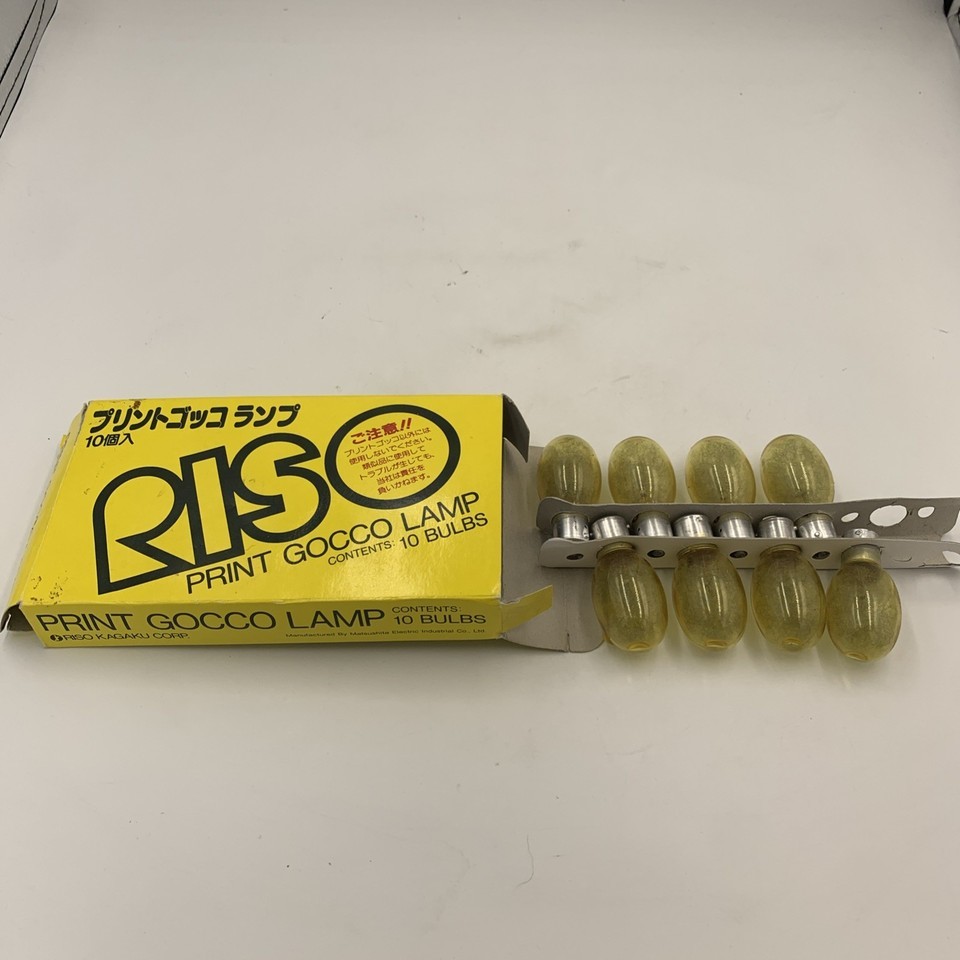 プリントゴッコ ランプ
10個入
RISO
ご注意!!
プリントゴッコ以外には
使用しないでください。
類似品に使用して
トラブルが生じても、
当社は責任を
負いかねます。
PRINT GOCCO LAMP
CONTENTS: 10 BULBS
PRINT GOCCO LAMP
CONTENTS:
10 BULBS
RISO KAGAKU CORP.
Manufactured By Matsushita Electric Industrial Co., Ltd.